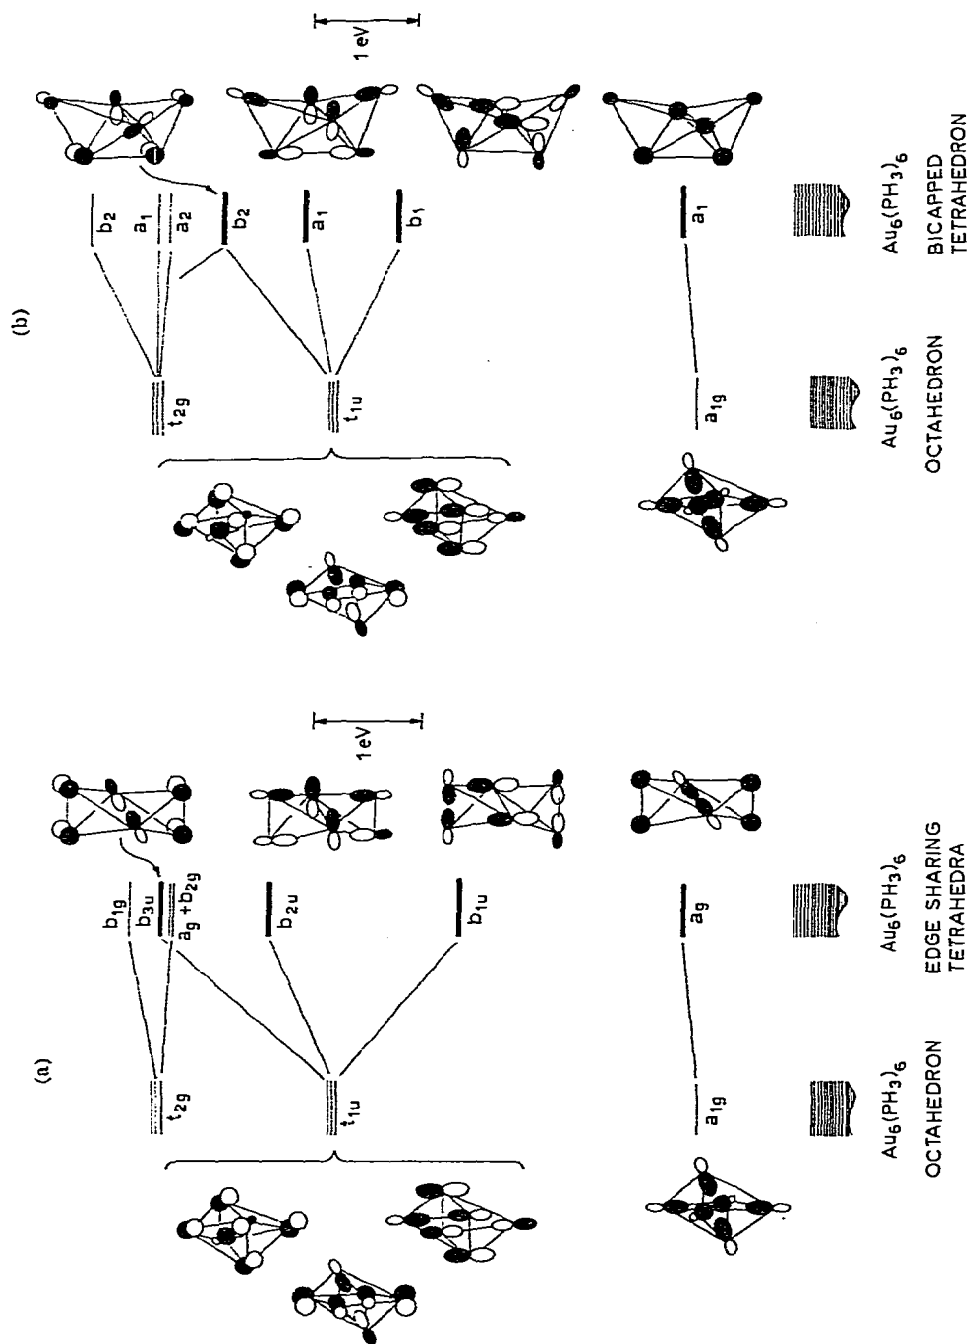 (a)
t₂g
t₁u
a₁g
b₁g
b₃u
ag + b₂g
b₂u
b₁u
ag
1 eV
Au₆(PH₃)₆
OCTAHEDRON
Au₆(PH₃)₆
EDGE SHARING
TETRAHEDRA
(b)
t₂g
t₁u
a₁g
b₂
a₁
a₂
b₂
a₁
b₁
a₁
1 eV
Au₆(PH₃)₆
OCTAHEDRON
Au₆(PH₃)₆
BICAPPED
TETRAHEDRON